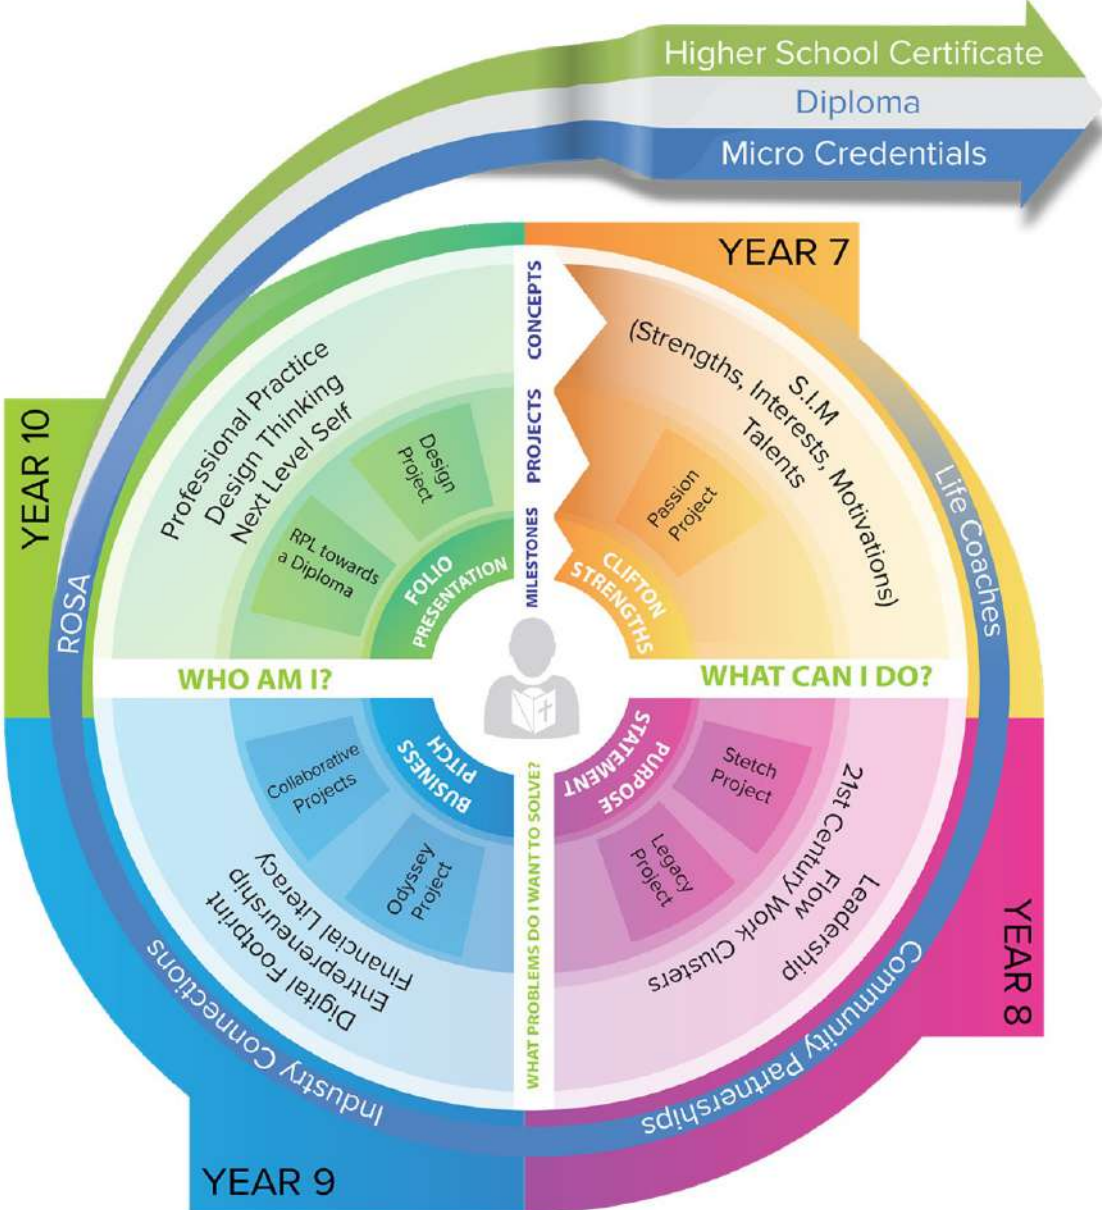 Higher School Certificate
Diploma
Micro Credentials
YEAR 7
CONCEPTS
PROJECTS
MILESTONES
S.I.M
(Strengths, Interests, Motivations)
Talents
Passion
Project
CLIFTON
STRENGTHS
Life Coaches
WHAT CAN I DO?
YEAR 8
Stetch
Project
Legacy
Project
PURPOSE
STATEMENT
21st Century Work Clusters
Flow
Leadership
Community Partnerships
WHAT PROBLEMS DO I WANT TO SOLVE?
YEAR 9
BUSINESS
PITCH
Collaborative
Projects
Odyssey
Project
Financial Literacy
Entrepreneurship
Digital Footprint
Industry Connections
WHO AM I?
YEAR 10
ROSA
Professional Practice
Design Thinking
Next Level Self
Design
Project
RPL towards
a Diploma
FOLIO
PRESENTATION